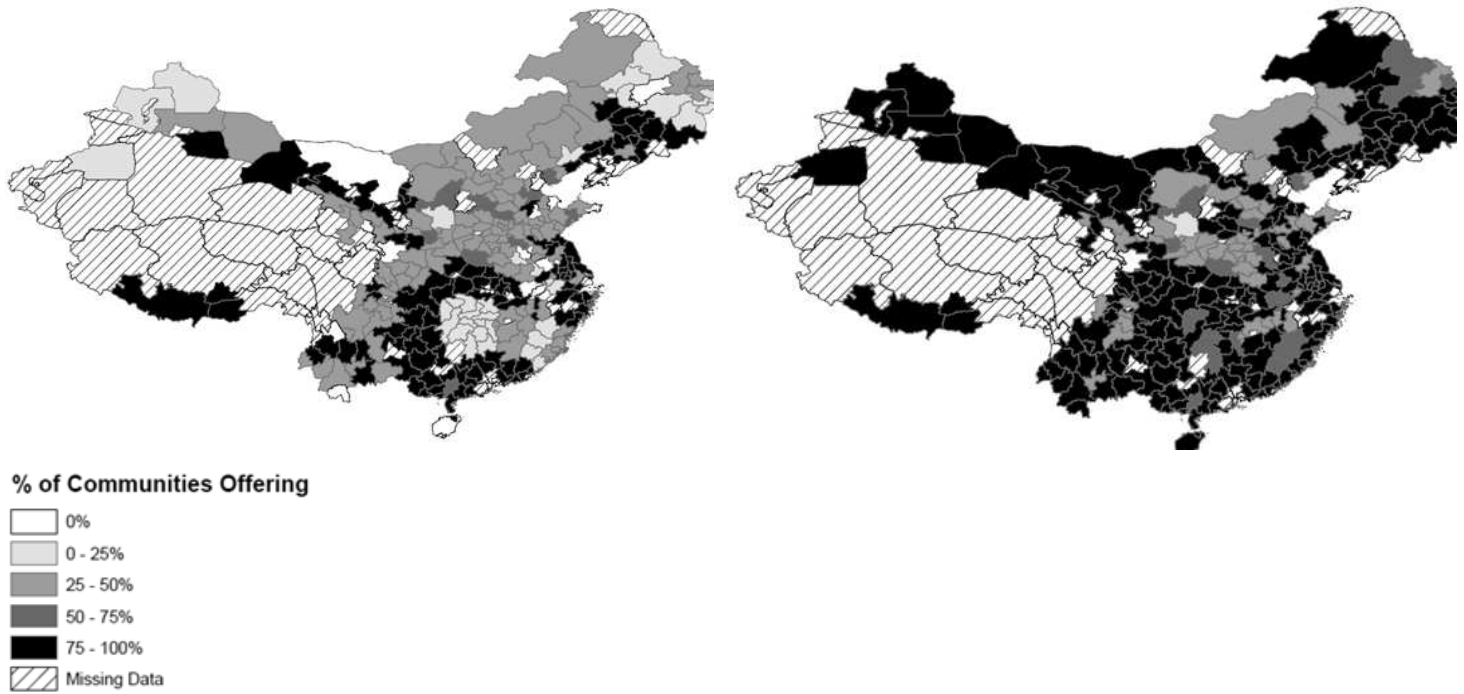 % of Communities Offering
0%
0 - 25%
25 - 50%
50 - 75%
75 - 100%
Missing Data